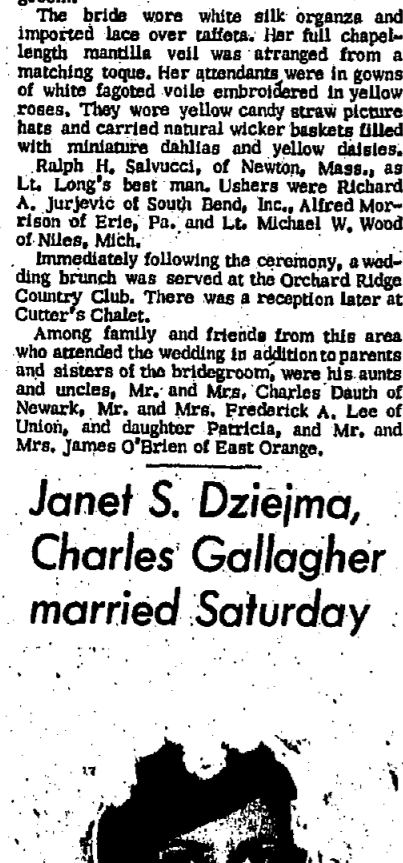 The bride wore white silk organza and
imported lace over taffeta. Her full chapel-
length mantilla veil was arranged from a
matching toque. Her attendants were in gowns
of white fagoted voile embroidered in yellow
roses. They wore yellow candy straw picture
hats and carried natural wicker baskets filled
with miniature dahlias and yellow daisies.
Ralph H. Salvucci, of Newton, Mass., as
Lt. Long's best man. Ushers were Richard
A. Jurjevic of South Bend, Inc., Alfred Mor-
rison of Erie, Pa. and Lt. Michael W. Wood
of Niles, Mich.
Immediately following the ceremony, a wed-
ding brunch was served at the Orchard Ridge
Country Club. There was a reception later at
Cutter's Chalet.
Among family and friends from this area
who attended the wedding in addition to parents
and sisters of the bridegroom, were his aunts
and uncles, Mr. and Mrs. Charles Dauth of
Newark, Mr. and Mrs. Frederick A. Lee of
Union, and daughter Patricia, and Mr. and
Mrs. James O'Brien of East Orange.
Janet S. Dziejma,
Charles Gallagher
married Saturday